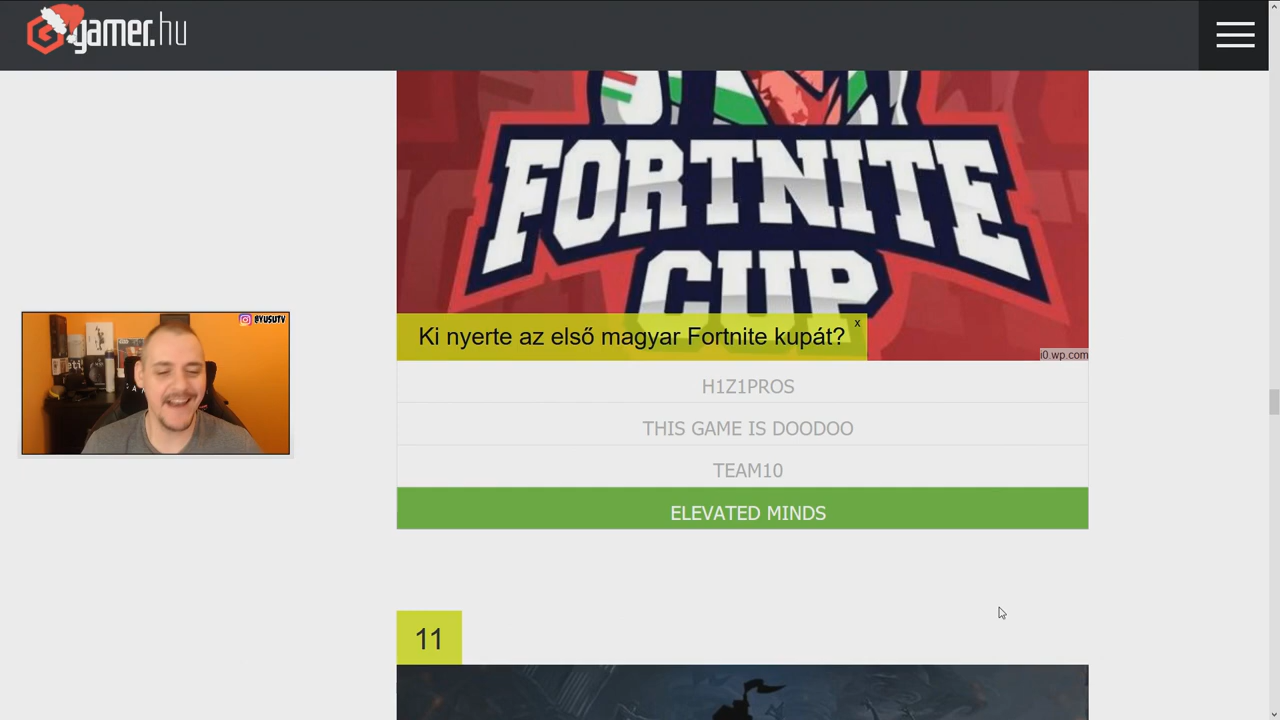 gamer.hu
FORTNITE
CUP
Ki nyerte az első magyar Fortnite kupát?
x
i0.wp.com
@YUSUTV
H1Z1PROS
THIS GAME IS DOODOO
TEAM10
ELEVATED MINDS
11